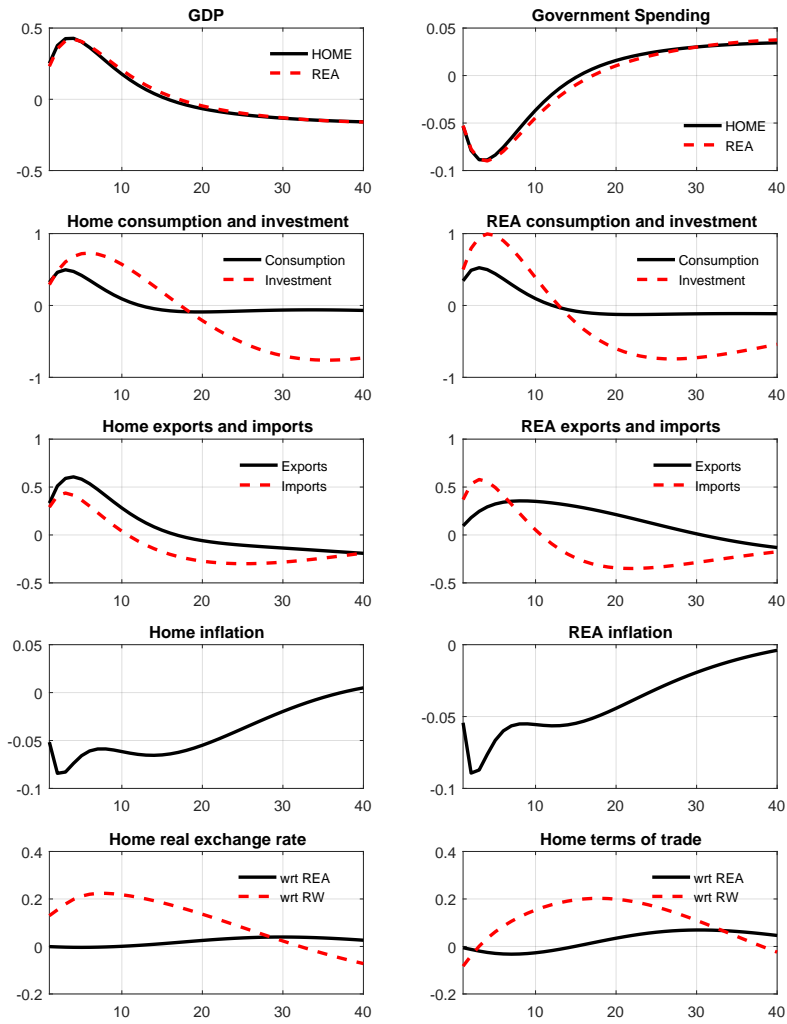 GDP
0.5
0
-0.5
10 20 30 40
HOME
REA
Government Spending
0.05
0
-0.05
-0.1
10 20 30 40
HOME
REA
Home consumption and investment
1
0
-1
10 20 30 40
Consumption
Investment
REA consumption and investment
1
0
-1
10 20 30 40
Consumption
Investment
Home exports and imports
1
0.5
0
-0.5
10 20 30 40
Exports
Imports
REA exports and imports
1
0.5
0
-0.5
10 20 30 40
Exports
Imports
Home inflation
0.05
0
-0.05
-0.1
10 20 30 40
REA inflation
0
-0.05
-0.1
10 20 30 40
Home real exchange rate
0.4
0.2
0
-0.2
10 20 30 40
wrt REA
wrt RW
Home terms of trade
0.4
0.2
0
-0.2
10 20 30 40
wrt REA
wrt RW